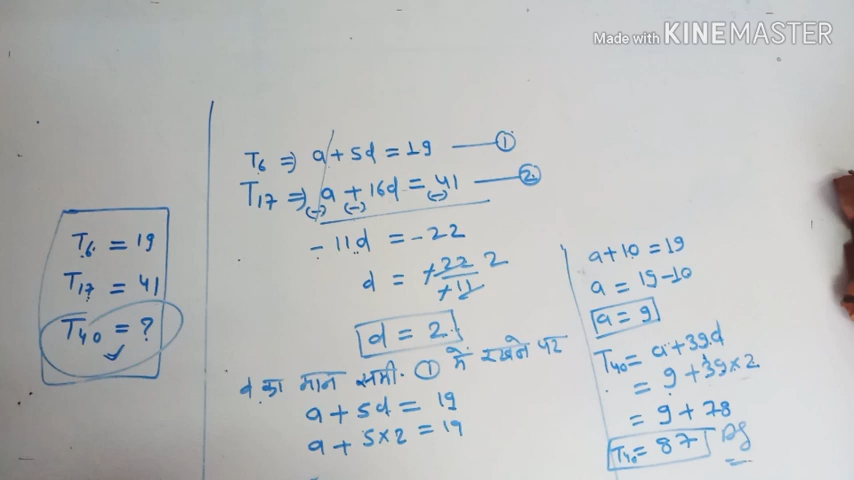 Made with KINEMASTER
T₆ = 19
T₁₇ = 41
T₄₀ = ?
T₆ ⇒ a + 5d = 19 —— ①
T₁₇ ⇒ a + 16d = 41 —— ②
(-) (-) (-)
- 11d = -22
d = +22/+11 2
d = 2
d का मान समी. ① में रखने पर
a + 5d = 19
a + 5×2 = 19
a + 10 = 19
a = 19 - 10
a = 9
T₄₀ = a + 39d
= 9 + 39 × 2
= 9 + 78
T₄₀ = 87